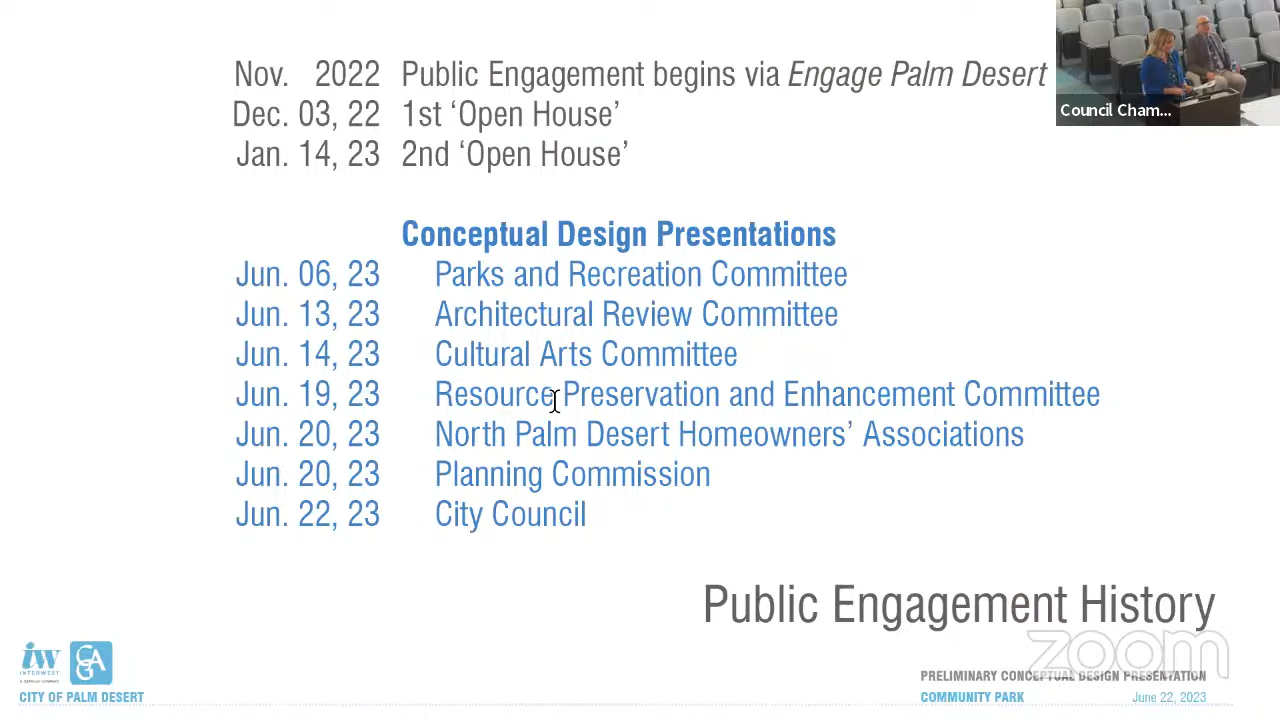 Nov. 2022 Public Engagement begins via Engage Palm Desert
Dec. 03, 22 1st ‘Open House’
Jan. 14, 23 2nd ‘Open House’
Council Cham...
Conceptual Design Presentations
Jun. 06, 23 Parks and Recreation Committee
Jun. 13, 23 Architectural Review Committee
Jun. 14, 23 Cultural Arts Committee
Jun. 19, 23 Resource Preservation and Enhancement Committee
Jun. 20, 23 North Palm Desert Homeowners’ Associations
Jun. 20, 23 Planning Commission
Jun. 22, 23 City Council
Public Engagement History
zoom
iw
INTERWEST
CGA
CITY OF PALM DESERT
PRELIMINARY CONCEPTUAL DESIGN PRESENTATION
COMMUNITY PARK June 22, 2023